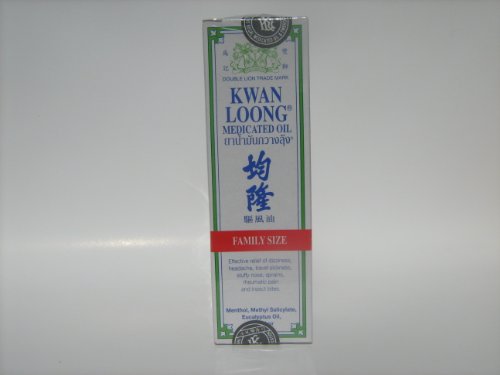 DOUBLE LION TRADE MARK
KWAN
LOONG®
MEDICATED OIL
ยาน้ำมันกวางลุ้ง®
均
隆
驅風油
FAMILY SIZE
Effective relief of dizziness,
headache, travel sickness,
stuffy nose, sprains,
rheumatic pain
and insect bites.
Menthol, Methyl Salicylate,
Eucalyptus Oil,